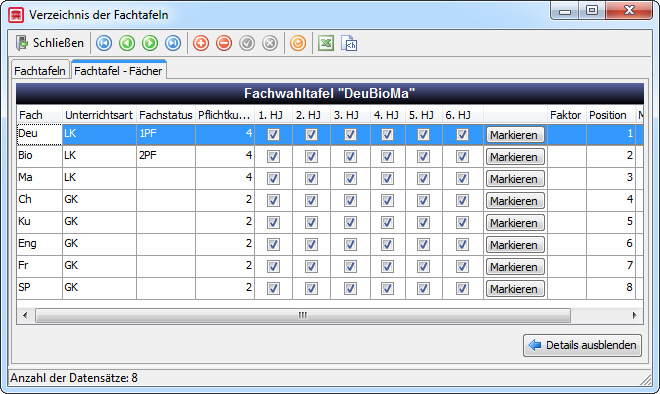 Verzeichnis der Fachtafeln
Schließen
Fachtafeln Fachtafel - Fächer
Fachwahltafel "DeuBioMa"
Fach Unterrichtsart Fachstatus Pflichtku... 1. HJ 2. HJ 3. HJ 4. HJ 5. HJ 6. HJ Faktor Position M
Deu LK 1PF 4 Markieren 1
Bio LK 2PF 4 Markieren 2
Ma LK 4 Markieren 3
Ch GK 2 Markieren 4
Ku GK 2 Markieren 5
Eng GK 2 Markieren 6
Fr GK 2 Markieren 7
SP GK 2 Markieren 8
Details ausblenden
Anzahl der Datensätze: 8